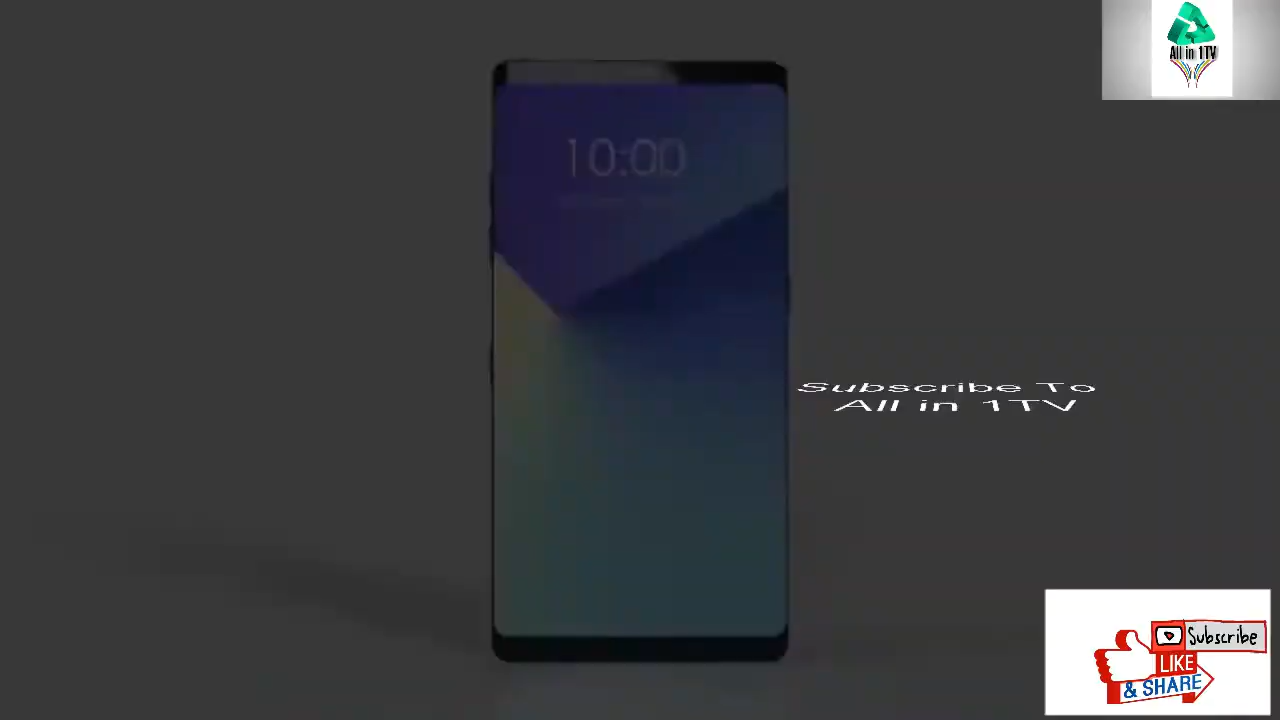 All in 1TV
10:00
Subscribe To
All in 1TV
Subscribe
LIKE
& SHARE